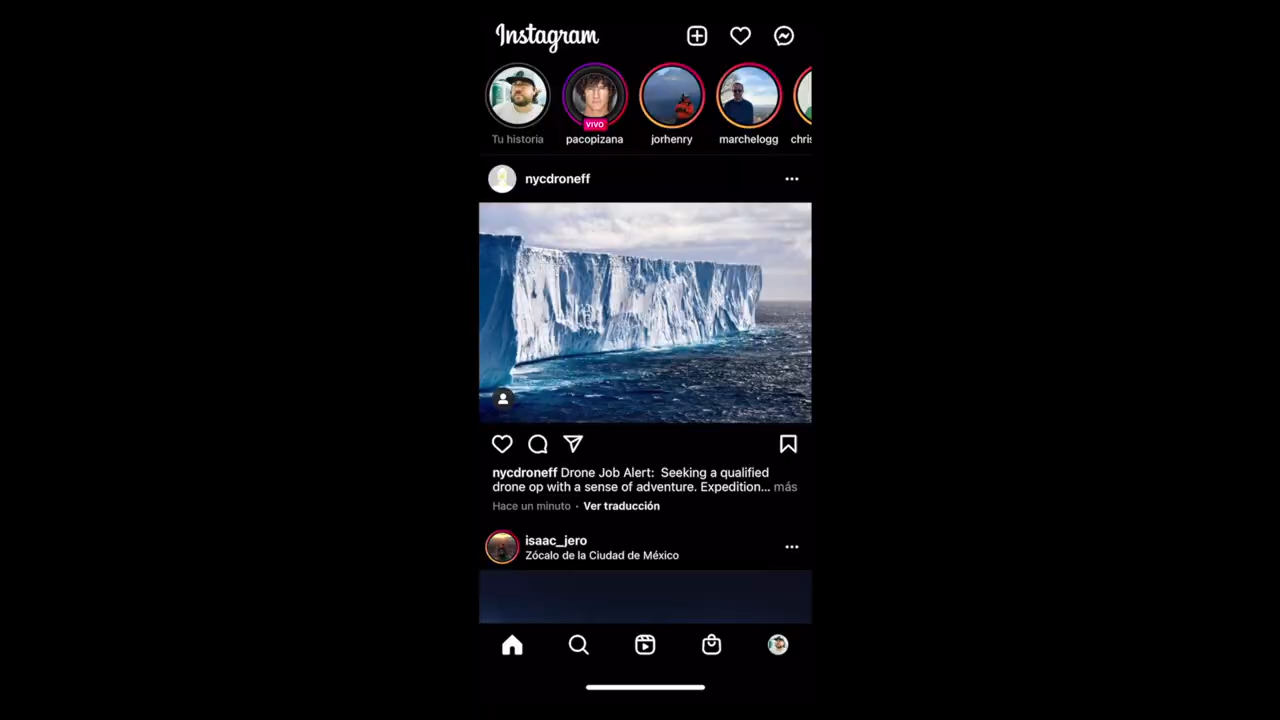 Instagram
Tu historia
VIVO
pacopizana
jorhenry
marchelogg
chris
nycdroneff
nycdroneff Drone Job Alert:  Seeking a qualified
drone op with a sense of adventure. Expedition... más
Hace un minuto · Ver traducción
isaac_jero
Zócalo de la Ciudad de México